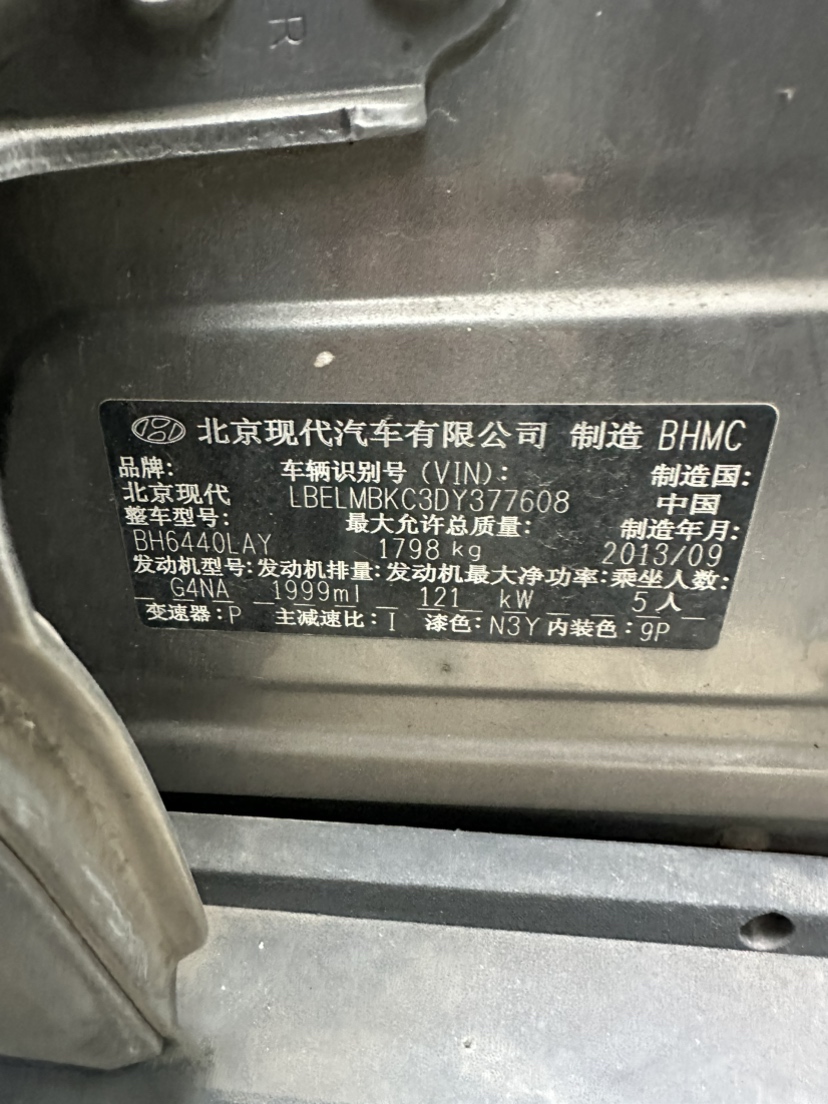 R
北京现代汽车有限公司 制造 BHMC
品牌: 车辆识别号 (VIN): 制造国:
北京现代 LBELMBKC3DY377608 中国
整车型号: 最大允许总质量: 制造年月:
BH6440LAY 1798 kg 2013/09
发动机型号: 发动机排量: 发动机最大净功率: 乘坐人数:
G4NA 1999ml 121 kW 5人
变速器: P 主减速比: I 漆色: N3Y 内装色: 9P